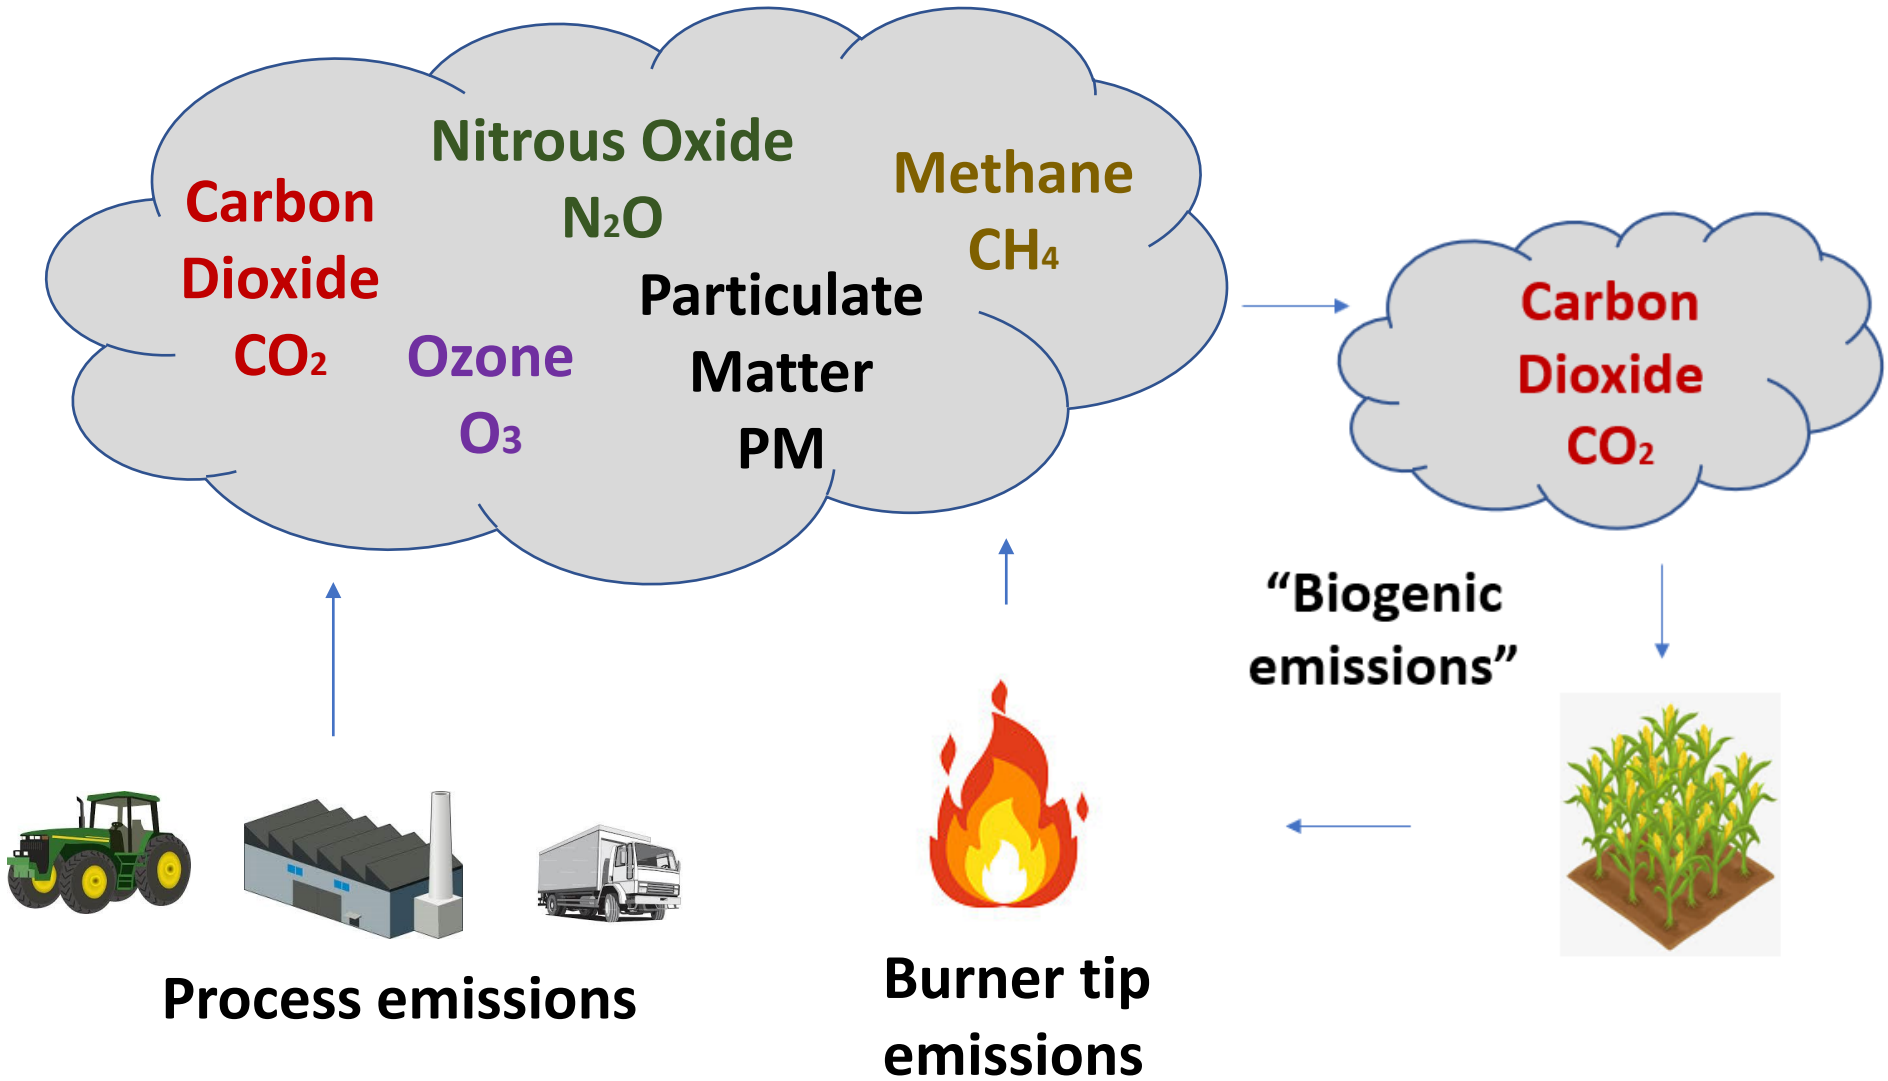 Nitrous Oxide
N₂O
Methane
CH₄
Carbon
Dioxide
CO₂
Ozone
O₃
Particulate
Matter
PM
Carbon
Dioxide
CO₂
“Biogenic
emissions”
Process emissions
Burner tip
emissions